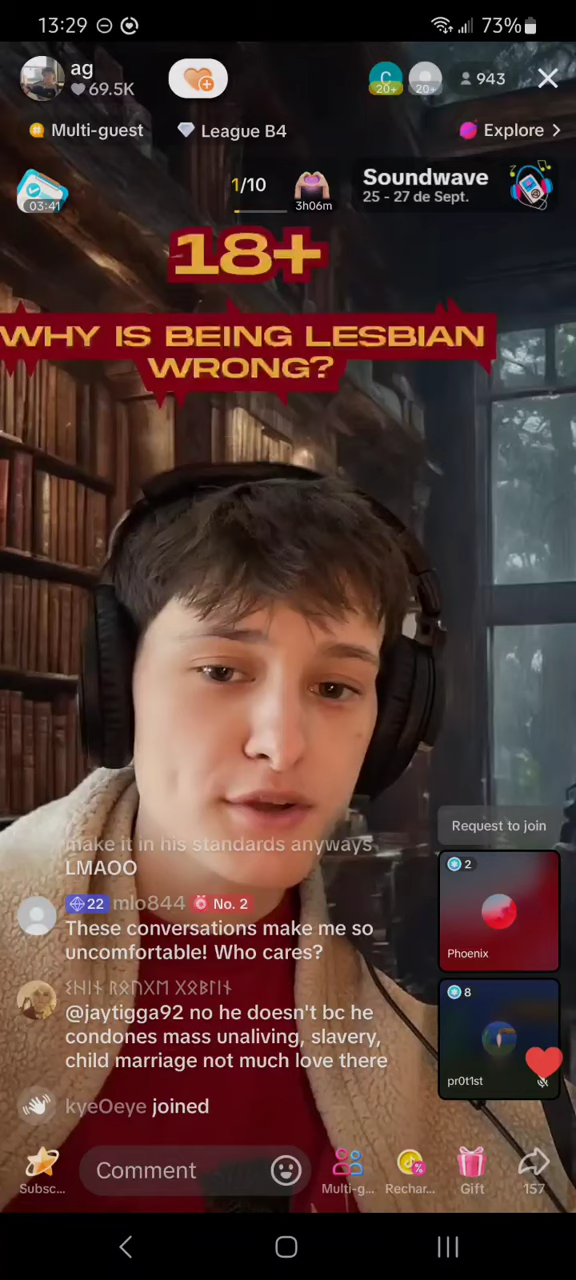 13:29
73%
ag
69.5K
20+
20+
943
Multi-guest
League B4
Explore
03:41
1/10
3h06m
Soundwave
25 - 27 de Sept.
18+
WHY IS BEING LESBIAN
WRONG?
Request to join
make it in his standards anyways
LMAOO
22 mlo844 No. 2
These conversations make me so
uncomfortable! Who cares?
@jaytigga92 no he doesn't bc he
condones mass unaliving, slavery,
child marriage not much love there
kyeOeye joined
2
Phoenix
8
pr0t1st
Comment
Subsc...
Multi-g...
Rechar...
Gift
157